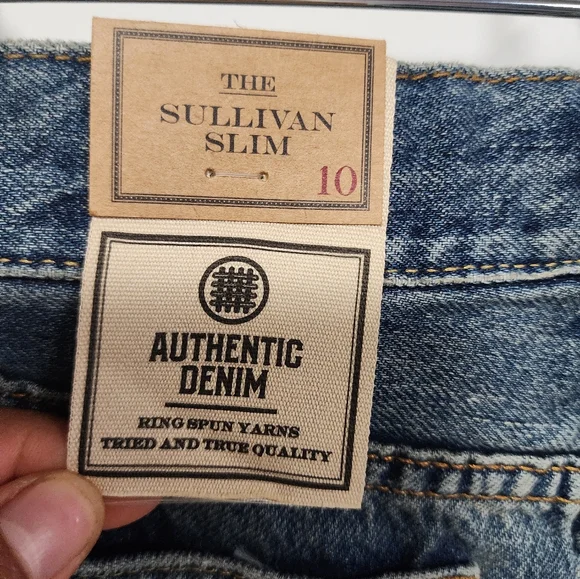 THE
SULLIVAN
SLIM
10
AUTHENTIC
DENIM
RING SPUN YARNS
TRIED AND TRUE QUALITY